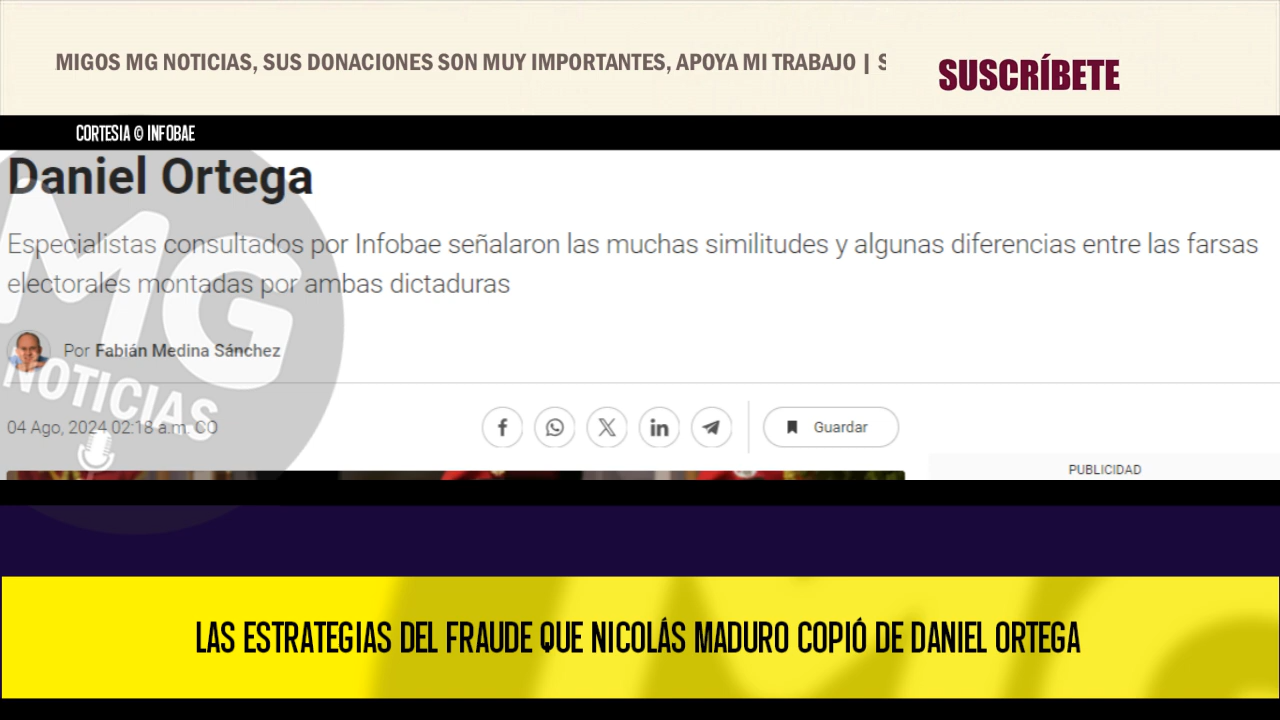 MIGOS MG NOTICIAS, SUS DONACIONES SON MUY IMPORTANTES, APOYA MI TRABAJO | S
SUSCRÍBETE
CORTESIA © INFOBAE
Daniel Ortega
Especialistas consultados por Infobae señalaron las muchas similitudes y algunas diferencias entre las farsas
electorales montadas por ambas dictaduras
MG
NOTICIAS
Por Fabián Medina Sánchez
04 Ago, 2024 02:18 a.m. CO
Guardar
PUBLICIDAD
LAS ESTRATEGIAS DEL FRAUDE QUE NICOLÁS MADURO COPIÓ DE DANIEL ORTEGA